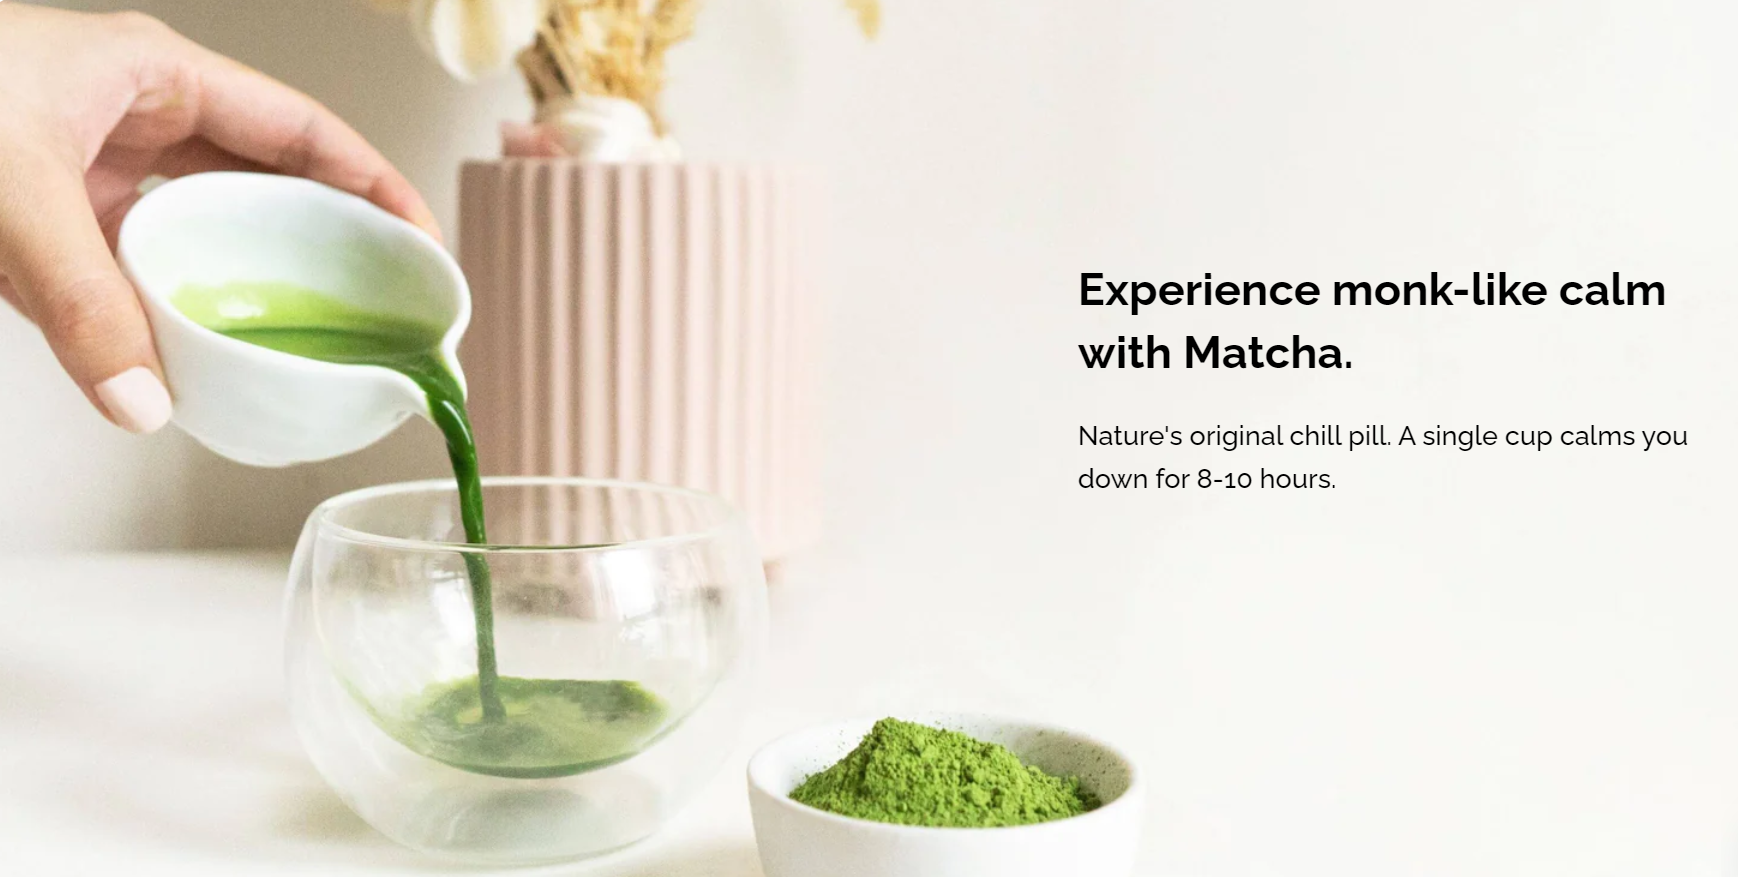 Experience monk-like calm
with Matcha.
Nature's original chill pill. A single cup calms you
down for 8-10 hours.